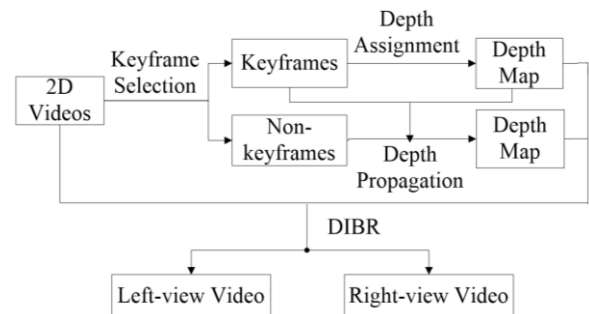 Depth
Assignment
Keyframe
Selection
Keyframes
Depth
Map
2D
Videos
Non-
keyframes
Depth
Map
Depth
Propagation
DIBR
Left-view Video
Right-view Video